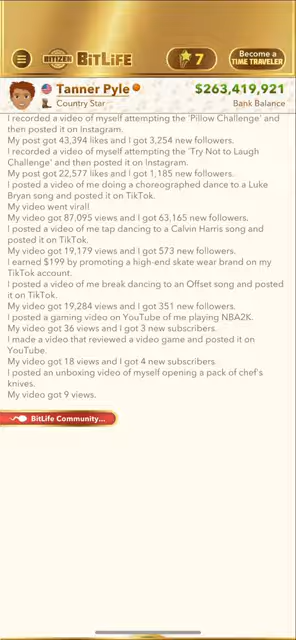 BITIZEN BitLife
7
Become a
TIME TRAVELER
Tanner Pyle
$263,419,921
Country Star
Bank Balance
I recorded a video of myself attempting the 'Pillow Challenge' and
then posted it on Instagram.
My post got 43,394 likes and I got 3,254 new followers.
I recorded a video of myself attempting the 'Try Not to Laugh
Challenge' and then posted it on Instagram.
My post got 22,577 likes and I got 1,185 new followers.
I posted a video of me doing a choreographed dance to a Luke
Bryan song and posted it on TikTok.
My video went viral!
My video got 87,095 views and I got 63,165 new followers.
I posted a video of me tap dancing to a Calvin Harris song and
posted it on TikTok.
My video got 19,179 views and I got 573 new followers.
I earned $199 by promoting a high-end skate wear brand on my
TikTok account.
I posted a video of me break dancing to an Offset song and posted
it on TikTok.
My video got 19,284 views and I got 351 new followers.
I posted a gaming video on YouTube of me playing NBA2K.
My video got 36 views and I got 3 new subscribers.
I made a video that reviewed a video game and posted it on
YouTube.
My video got 18 views and I got 4 new subscribers.
I posted an unboxing video of myself opening a pack of chef's
knives.
My video got 9 views.
BitLife Community...